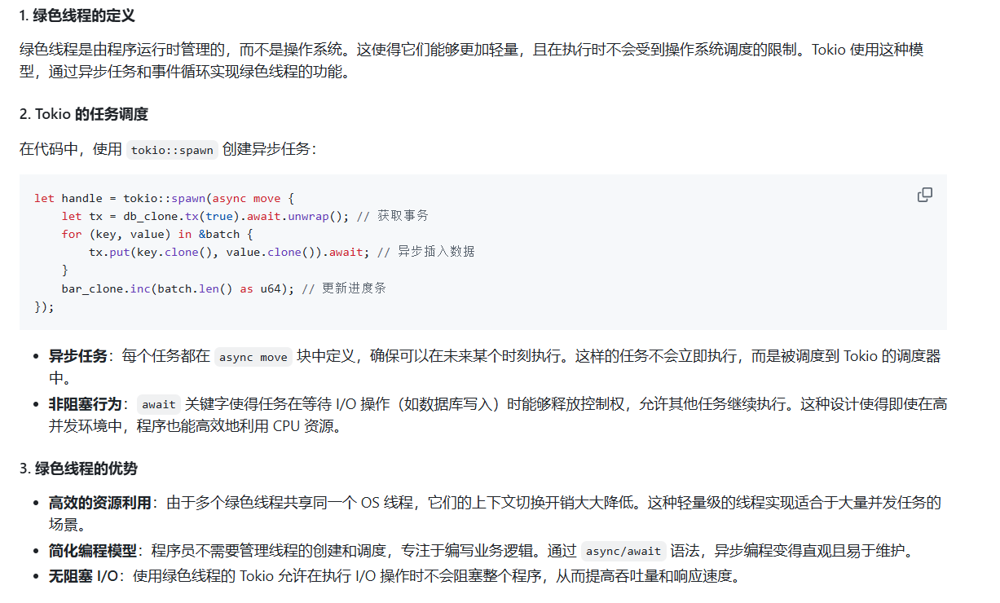 1. 绿色线程的定义
绿色线程是由程序运行时管理的，而不是操作系统。这使得它们能够更加轻量，且在执行时不会受到操作系统调度的限制。Tokio 使用这种模
型，通过异步任务和事件循环实现绿色线程的功能。
2. Tokio 的任务调度
在代码中，使用 tokio::spawn 创建异步任务：
let handle = tokio::spawn(async move {
    let tx = db_clone.tx(true).await.unwrap(); // 获取事务
    for (key, value) in &batch {
        tx.put(key.clone(), value.clone()).await; // 异步插入数据
    }
    bar_clone.inc(batch.len() as u64); // 更新进度条
});
• 异步任务：每个任务都在 async move 块中定义，确保可以在未来某个时刻执行。这样的任务不会立即执行，而是被调度到 Tokio 的调度器
中。
• 非阻塞行为： await 关键字使得任务在等待 I/O 操作（如数据库写入）时能够释放控制权，允许其他任务继续执行。这种设计使得即使在高
并发环境中，程序也能高效地利用 CPU 资源。
3. 绿色线程的优势
• 高效的资源利用：由于多个绿色线程共享同一个 OS 线程，它们的上下文切换开销大大降低。这种轻量级的线程实现适合于大量并发任务的
场景。
• 简化编程模型：程序员不需要管理线程的创建和调度，专注于编写业务逻辑。通过 async/await 语法，异步编程变得直观且易于维护。
• 无阻塞 I/O：使用绿色线程的 Tokio 允许在执行 I/O 操作时不会阻塞整个程序，从而提高吞吐量和响应速度。